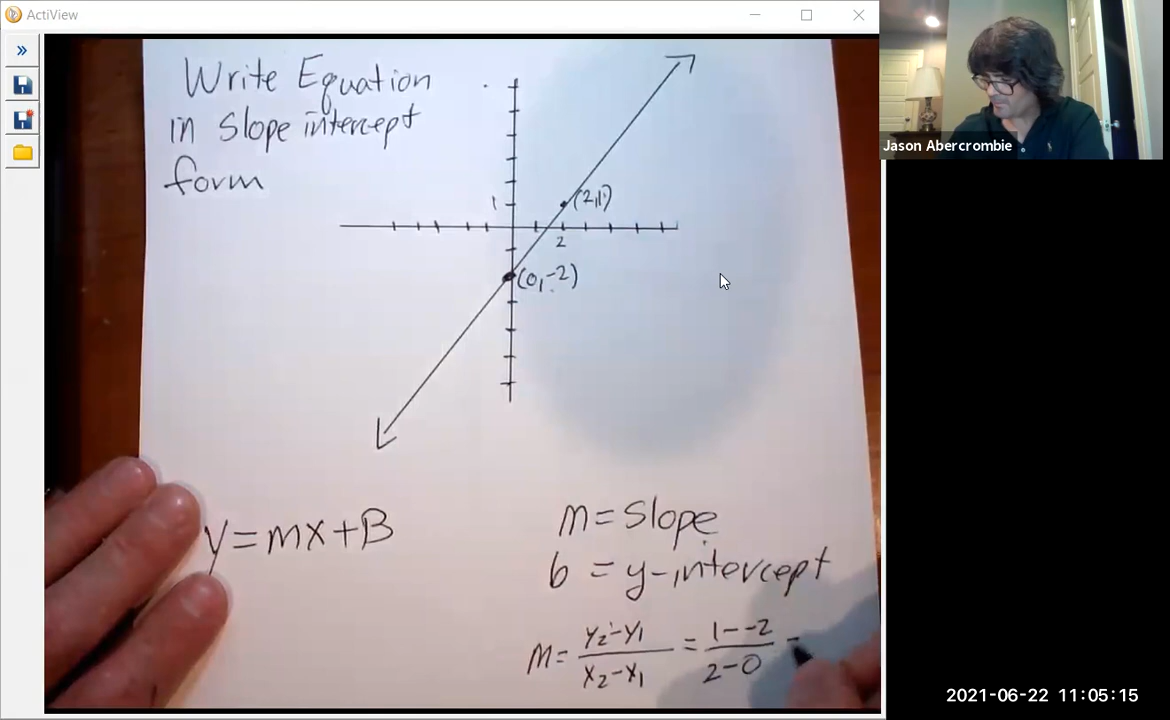 ActiView
Write Equation
in Slope intercept
form
1
(2,1)
2
(0,-2)
y=mx+B
m=Slope
b =y-intercept
m= y2-y1 / x2-x1 = 1--2 / 2-0 =
Jason Abercrombie
2021-06-22 11:05:15